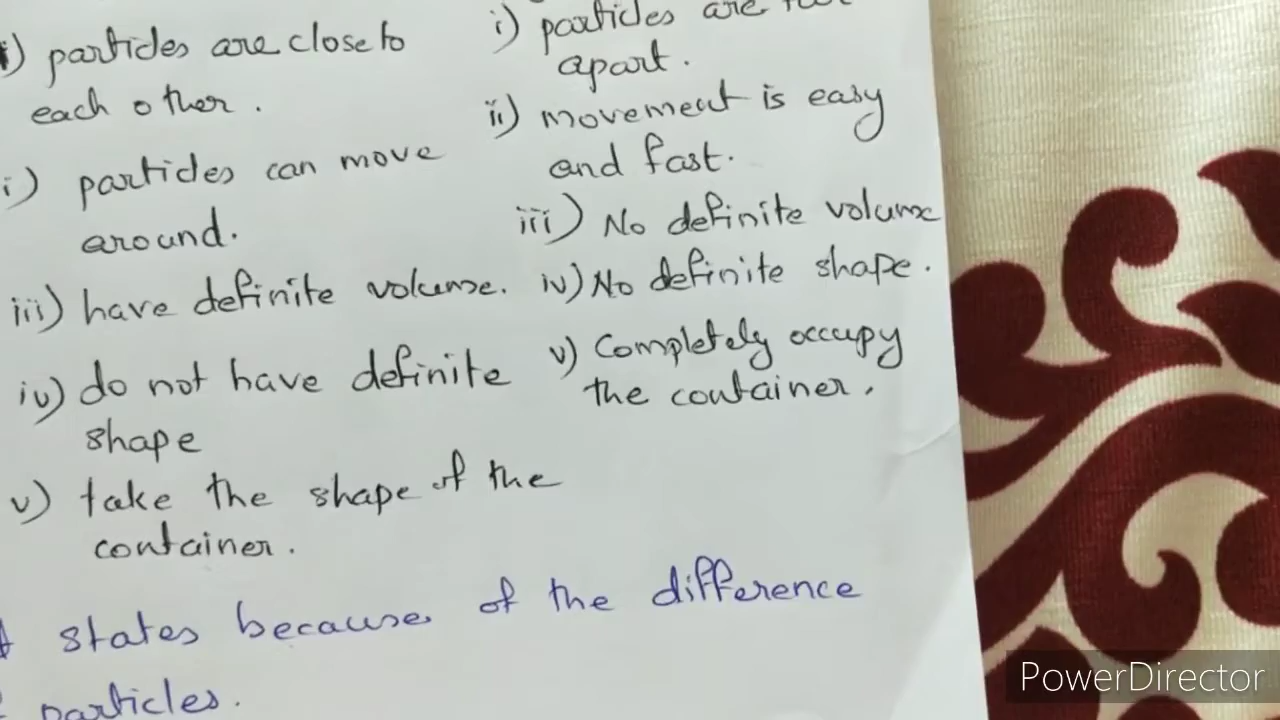 i) particles are close to
each other.
i) particles can move
around.
iii) have definite volume.
iv) do not have definite
shape
v) take the shape of the
container.
i) particles are
apart.
ii) movement is easy
and fast.
iii) No definite volume
iv) No definite shape.
v) Completely occupy
the container.
states because of the difference
particles.
PowerDirector